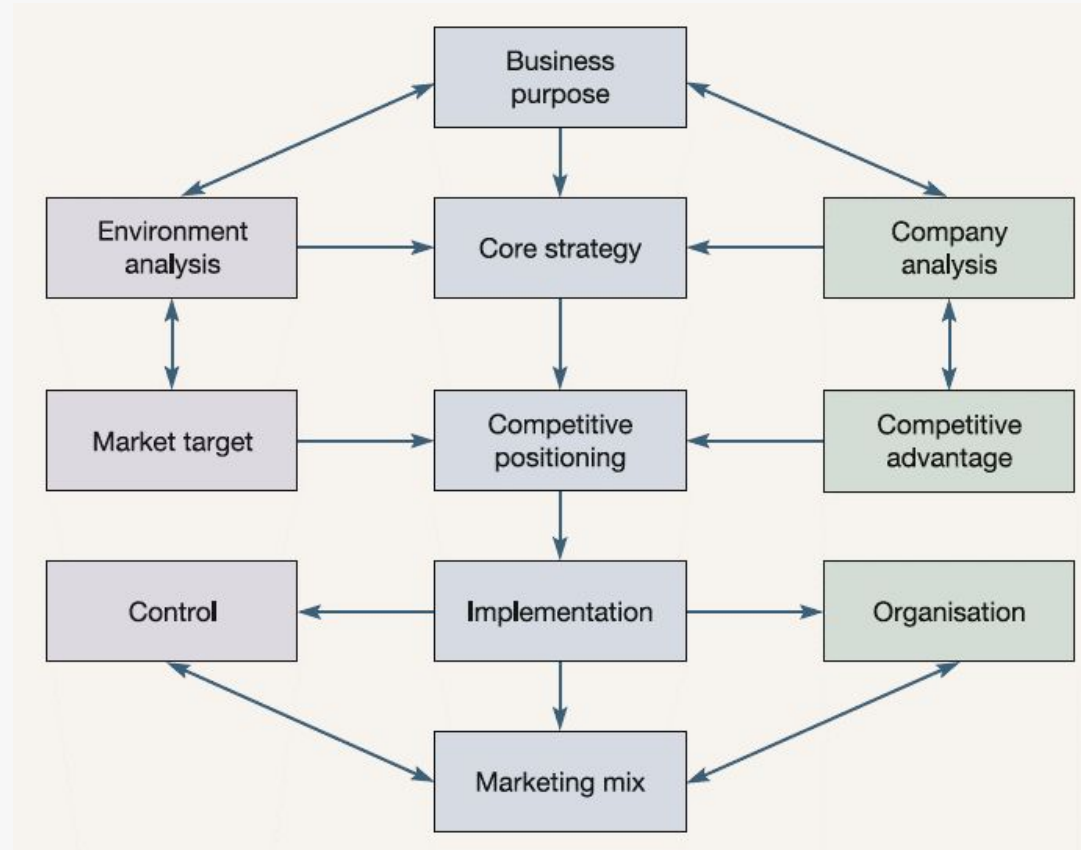 Business
purpose
Environment
analysis
Core strategy
Company
analysis
Market target
Competitive
positioning
Competitive
advantage
Control
Implementation
Organisation
Marketing mix